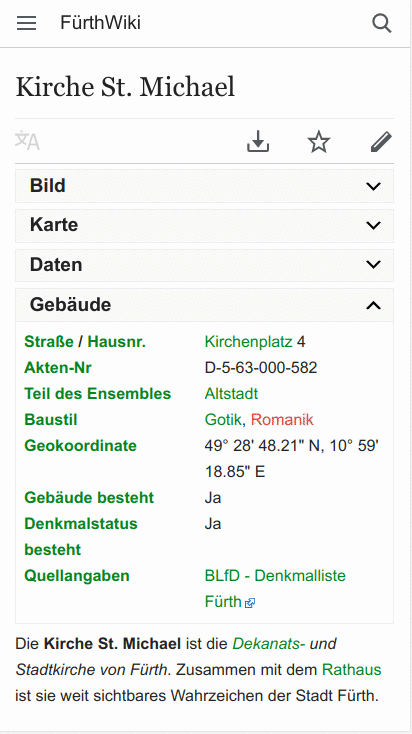 FürthWiki
Kirche St. Michael
Bild
Karte
Daten
Gebäude
Straße / Hausnr. Kirchenplatz 4
Akten-Nr D-5-63-000-582
Teil des Ensembles Altstadt
Baustil Gotik, Romanik
Geokoordinate 49° 28' 48.21" N, 10° 59'
18.85" E
Gebäude besteht Ja
Denkmalstatus Ja
besteht
Quellangaben BLfD - Denkmalliste
Fürth
Die Kirche St. Michael ist die Dekanats- und
Stadtkirche von Fürth. Zusammen mit dem Rathaus
ist sie weit sichtbares Wahrzeichen der Stadt Fürth.